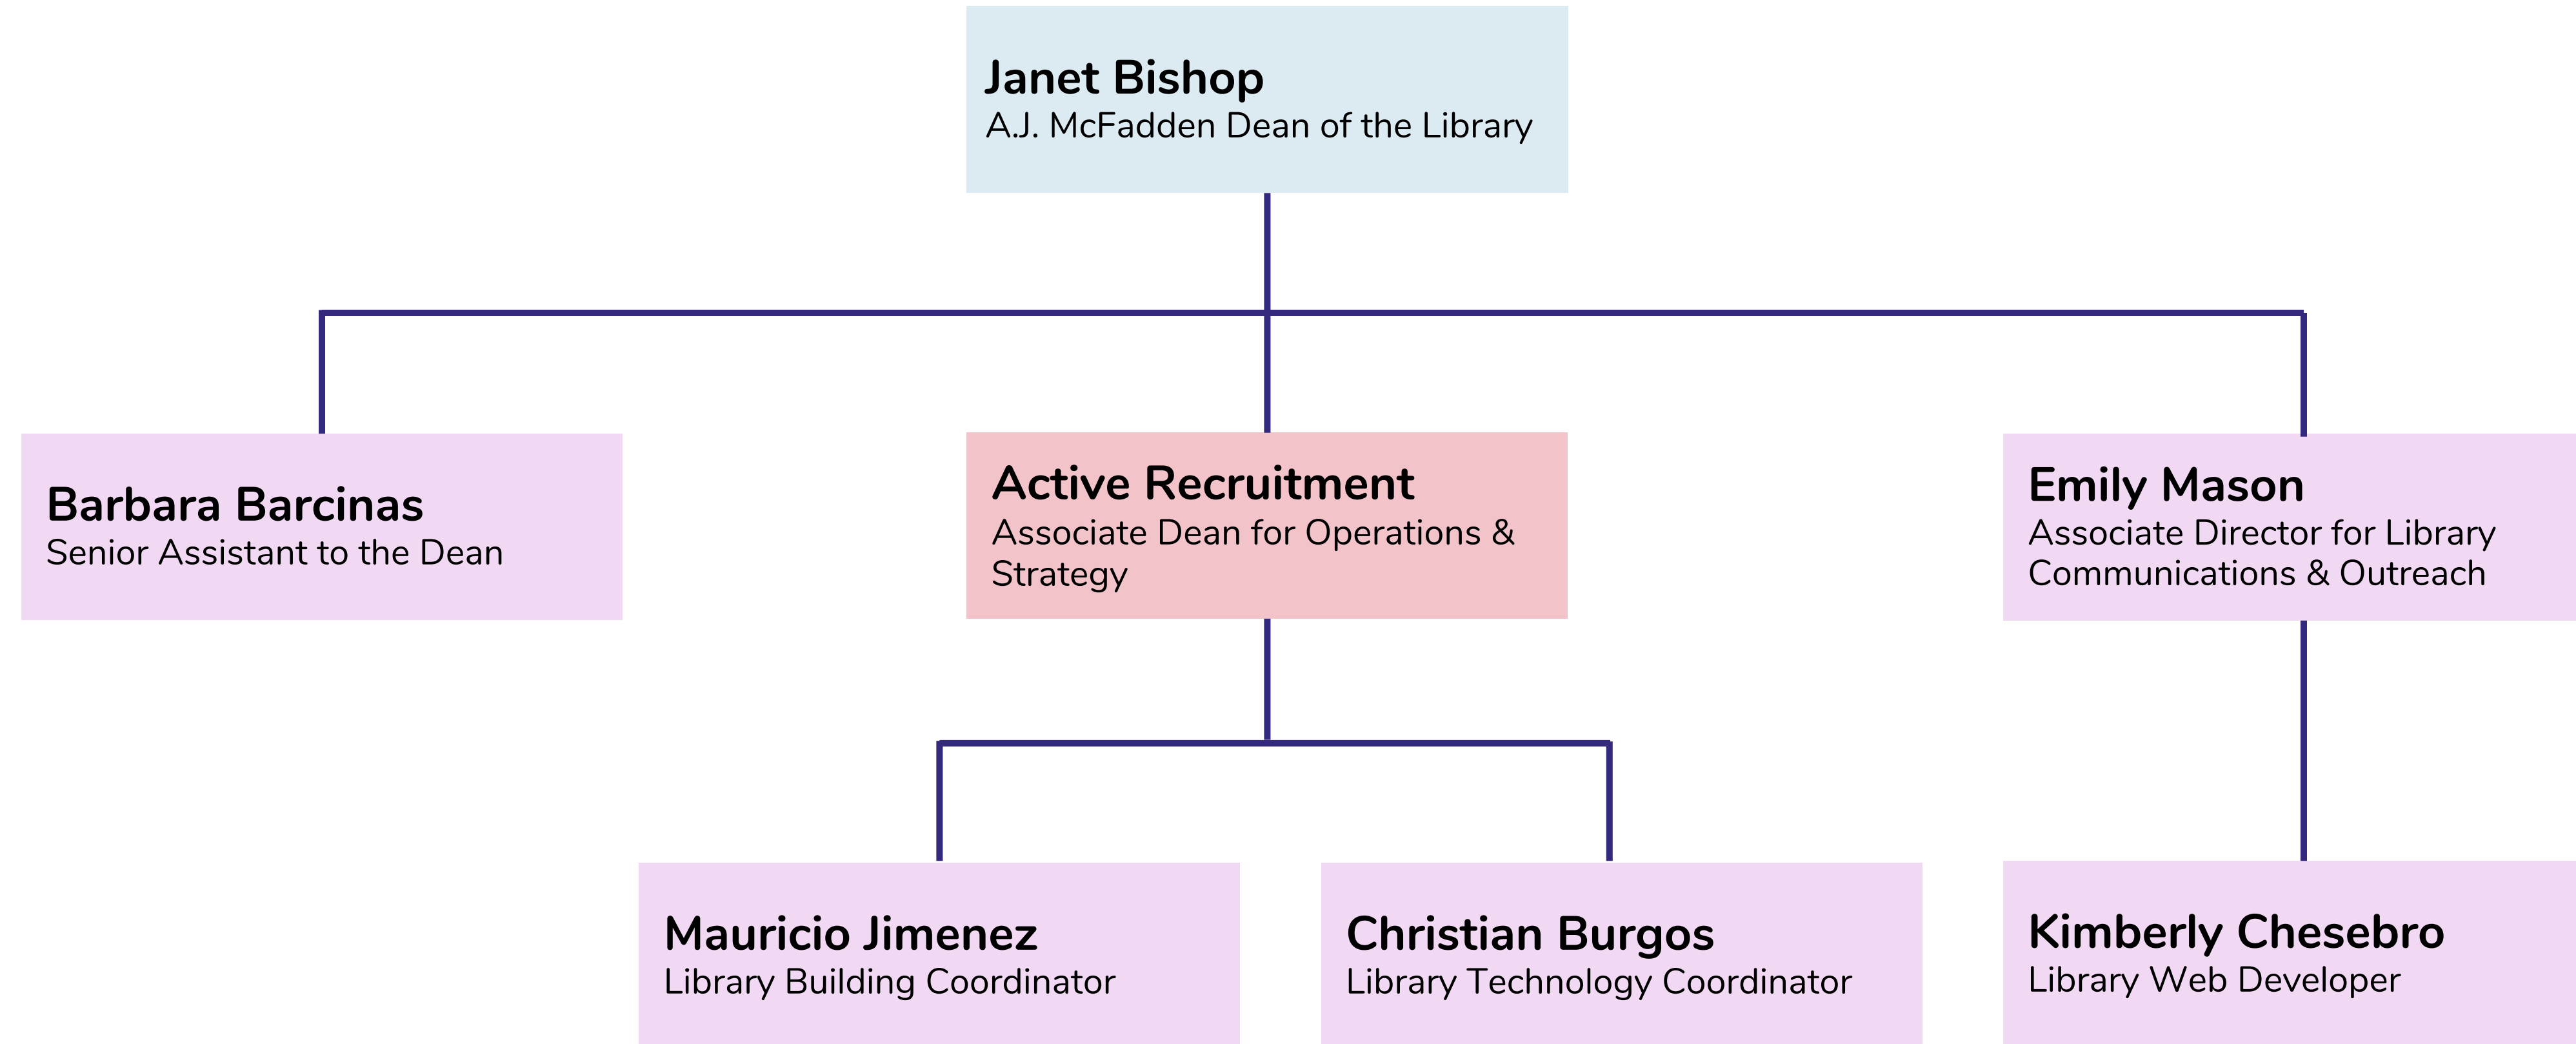 Janet Bishop
A.J. McFadden Dean of the Library
Barbara Barcinas
Senior Assistant to the Dean
Active Recruitment
Associate Dean for Operations &
Strategy
Emily Mason
Associate Director for Library
Communications & Outreach
Mauricio Jimenez
Library Building Coordinator
Christian Burgos
Library Technology Coordinator
Kimberly Chesebro
Library Web Developer